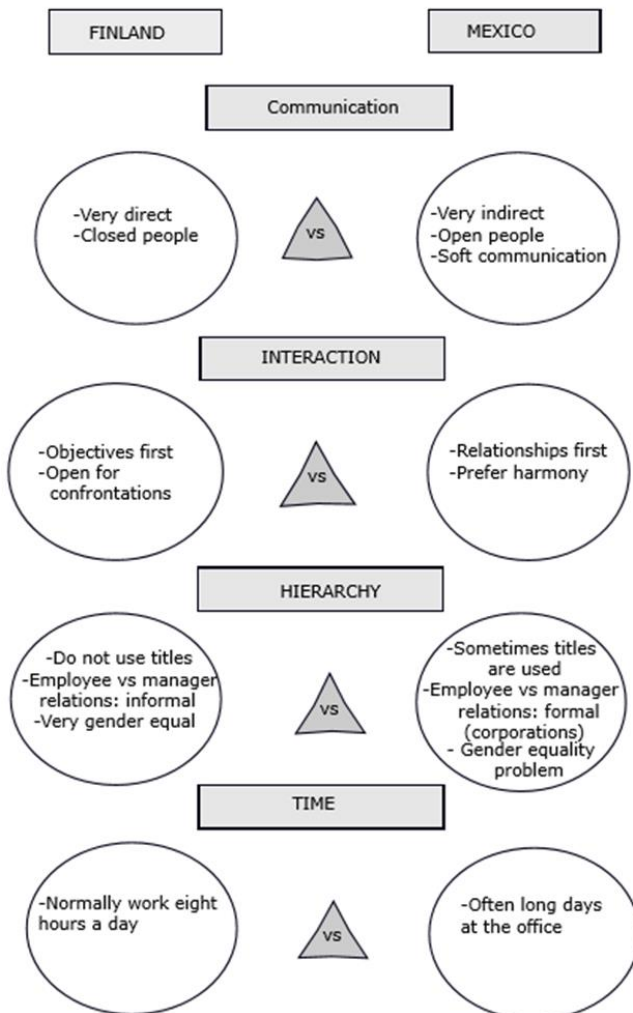 FINLAND
MEXICO
Communication
-Very direct
-Closed people
vs
-Very indirect
-Open people
-Soft communication
INTERACTION
-Objectives first
-Open for
confrontations
vs
-Relationships first
-Prefer harmony
HIERARCHY
-Do not use titles
-Employee vs manager
relations: informal
-Very gender equal
vs
-Sometimes titles
are used
-Employee vs manager
relations: formal
(corporations)
- Gender equality
problem
TIME
-Normally work eight
hours a day
vs
-Often long days
at the office